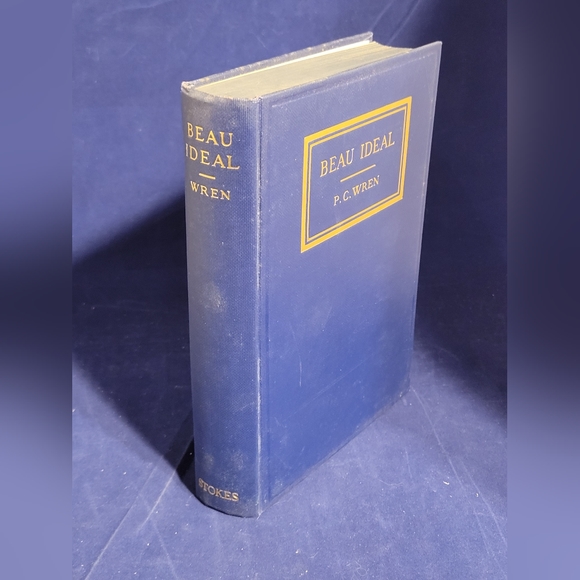 BEAU
IDEAL
WREN
STOKES
BEAU IDEAL
P. C. WREN